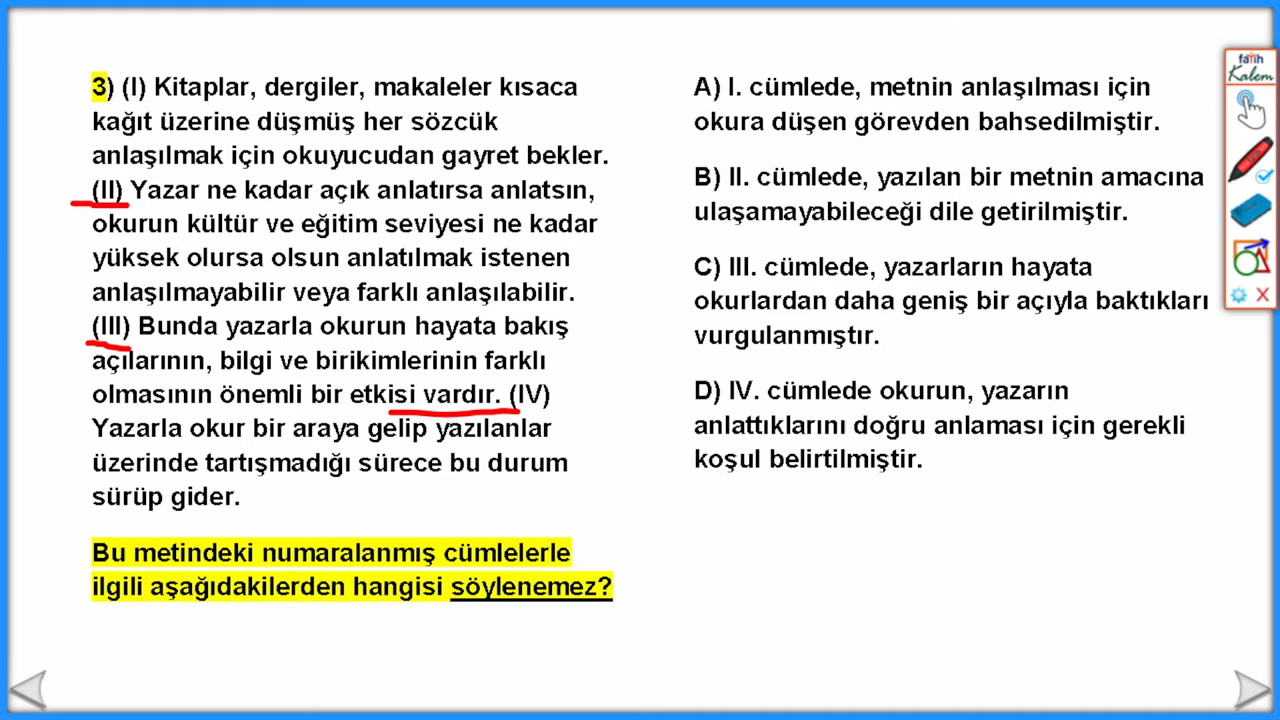 3) (I) Kitaplar, dergiler, makaleler kısaca
kağıt üzerine düşmüş her sözcük
anlaşılmak için okuyucudan gayret bekler.
(II) Yazar ne kadar açık anlatırsa anlatsın,
okurun kültür ve eğitim seviyesi ne kadar
yüksek olursa olsun anlatılmak istenen
anlaşılmayabilir veya farklı anlaşılabilir.
(III) Bunda yazarla okurun hayata bakış
açılarının, bilgi ve birikimlerinin farklı
olmasının önemli bir etkisi vardır. (IV)
Yazarla okur bir araya gelip yazılanlar
üzerinde tartışmadığı sürece bu durum
sürüp gider.
Bu metindeki numaralanmış cümlelerle
ilgili aşağıdakilerden hangisi söylenemez?
A) I. cümlede, metnin anlaşılması için
okura düşen görevden bahsedilmiştir.
B) II. cümlede, yazılan bir metnin amacına
ulaşamayabileceği dile getirilmiştir.
C) III. cümlede, yazarların hayata
okurlardan daha geniş bir açıyla baktıkları
vurgulanmıştır.
D) IV. cümlede okurun, yazarın
anlattıklarını doğru anlaması için gerekli
koşul belirtilmiştir.
fatih
Kalem